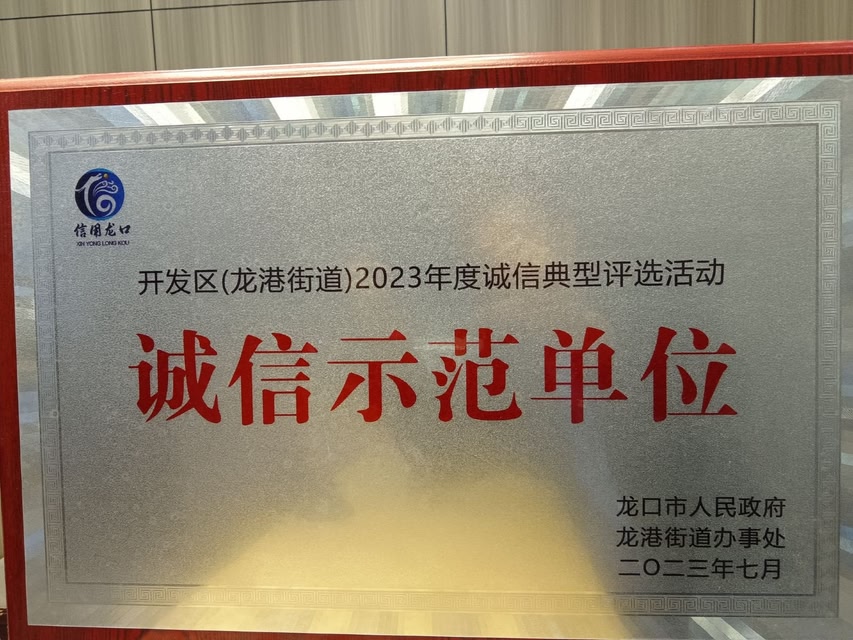 信用龙口
XIN YONG LONG KOU
开发区(龙港街道)2023年度诚信典型评选活动
诚信示范单位
龙口市人民政府
龙港街道办事处
二〇二三年七月